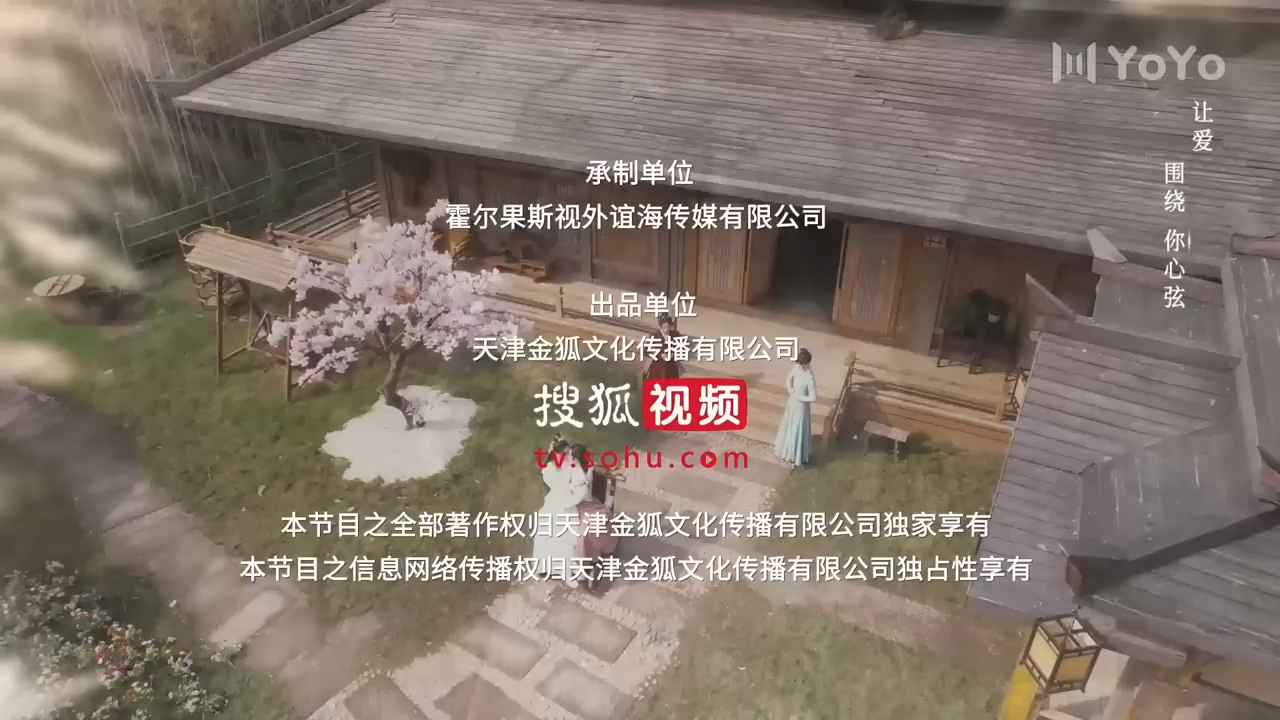 YoYo
让爱
围绕 你心弦
承制单位
霍尔果斯视外谊海传媒有限公司
出品单位
天津金狐文化传播有限公司
搜狐视频
tv.sohu.com
本节目之全部著作权归天津金狐文化传播有限公司独家享有
本节目之信息网络传播权归天津金狐文化传播有限公司独占性享有